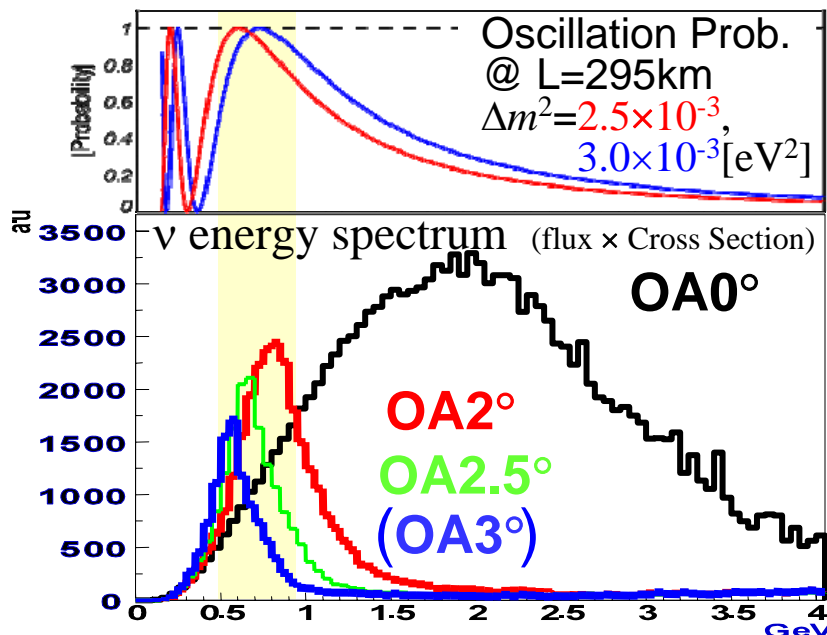 Oscillation Prob.
@ L=295km
Δm²=2.5×10⁻³,
3.0×10⁻³[eV²]
[Probability]
1
0.8
0.6
0.4
0.2
0
au
ν energy spectrum (flux × Cross Section)
OA0°
OA2°
OA2.5°
(OA3°)
3500
3000
2500
2000
1500
1000
500
0
0 0.5 1 1.5 2 2.5 3 3.5 4
GeV